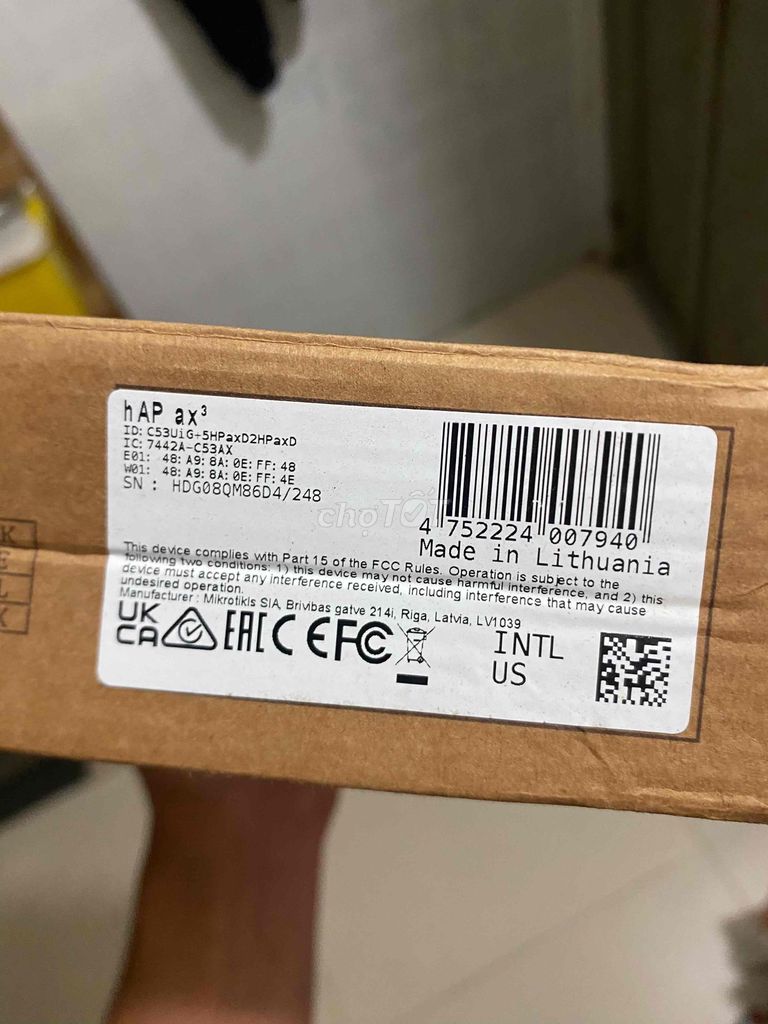 hAP ax³
ID: C53UiG+5HPaxD2HPaxD
IC: 7442A-C53AX
E01: 48: A9: 8A: 0E: FF: 48
W01: 48: A9: 8A: 0E: FF: 4E
SN : HDG08QM86D4/248
chợTỐT
4 752224 007940
Made in Lithuania
This device complies with Part 15 of the FCC Rules. Operation is subject to the
following two conditions: 1) this device may not cause harmful interference, and 2) this
device must accept any interference received, including interference that may cause
undesired operation.
Manufacturer : Mikrotikls SIA, Brivibas gatve 214i, Riga, Latvia, LV1039
UK
CA
EAC CE FC
INTL
US